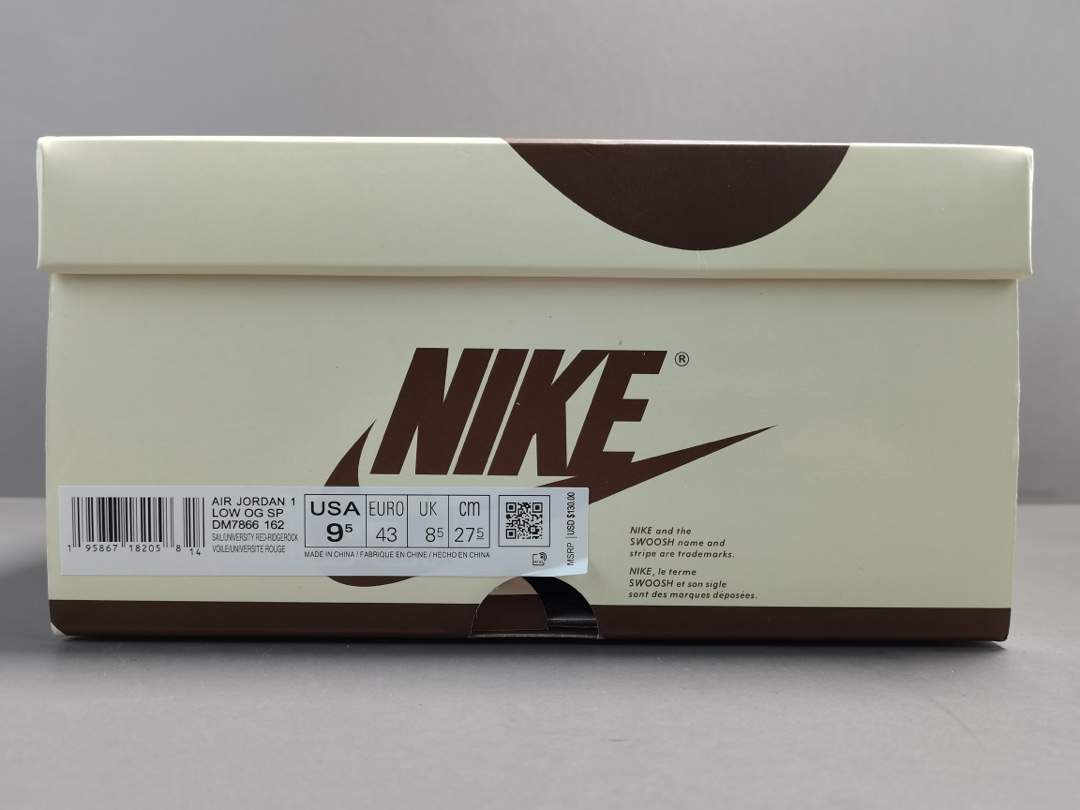 NIKE ®
AIR JORDAN 1
LOW OG SP
DM7866 162
SAIL/UNIVERSITY RED-RIDGEROCK
VOILE/UNIVERSITE ROUGE
1 95867 18205 8 14
USA EURO UK cm
9⁵ 43 8⁵ 27⁵
MADE IN CHINA / FABRIQUE EN CHINE / HECHO EN CHINA
MSRP USD $130.00
NIKE and the
SWOOSH name and
stripe are trademarks.
NIKE, le terme
SWOOSH et son sigle
sont des marques déposées.